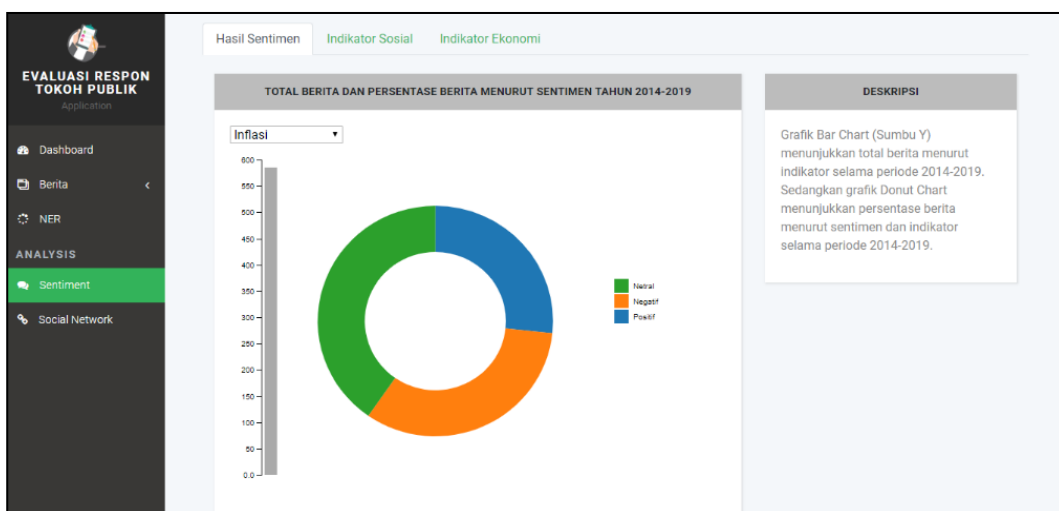 EVALUASI RESPON
TOKOH PUBLIK
Application
Dashboard
Berita
NER
ANALYSIS
Sentiment
Social Network
Hasil Sentimen
Indikator Sosial
Indikator Ekonomi
TOTAL BERITA DAN PERSENTASE BERITA MENURUT SENTIMEN TAHUN 2014-2019
Inflasi
600
550
500
450
400
350
300
250
200
150
100
50
0.0
Netral
Negatif
Positif
DESKRIPSI
Grafik Bar Chart (Sumbu Y)
menunjukkan total berita menurut
indikator selama periode 2014-2019.
Sedangkan grafik Donut Chart
menunjukkan persentase berita
menurut sentimen dan indikator
selama periode 2014-2019.